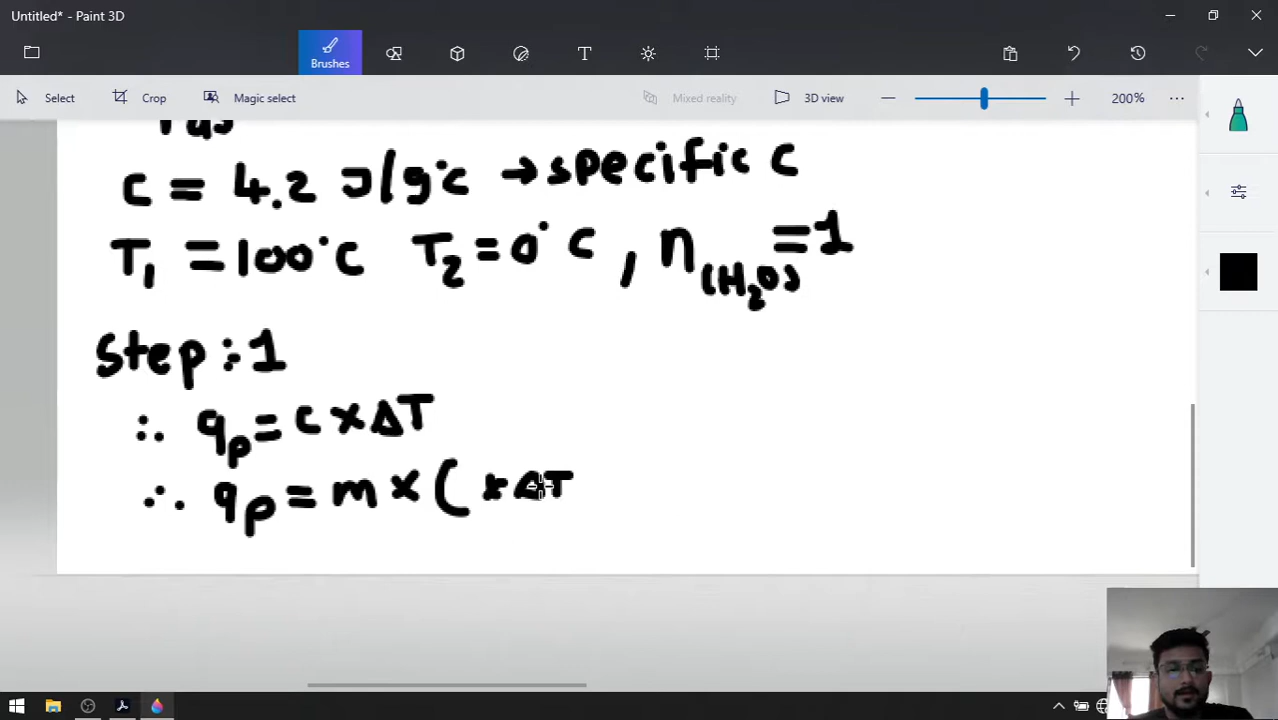 Untitled* - Paint 3D
Brushes
Select Crop Magic select Mixed reality 3D view 200%
C = 4.2 J/g°C → specific C
T₁ = 100°C T₂ = 0°C , n(H₂O) = 1
Step : 1
∴ qp = C × ΔT
∴ qp = m × C × ΔT